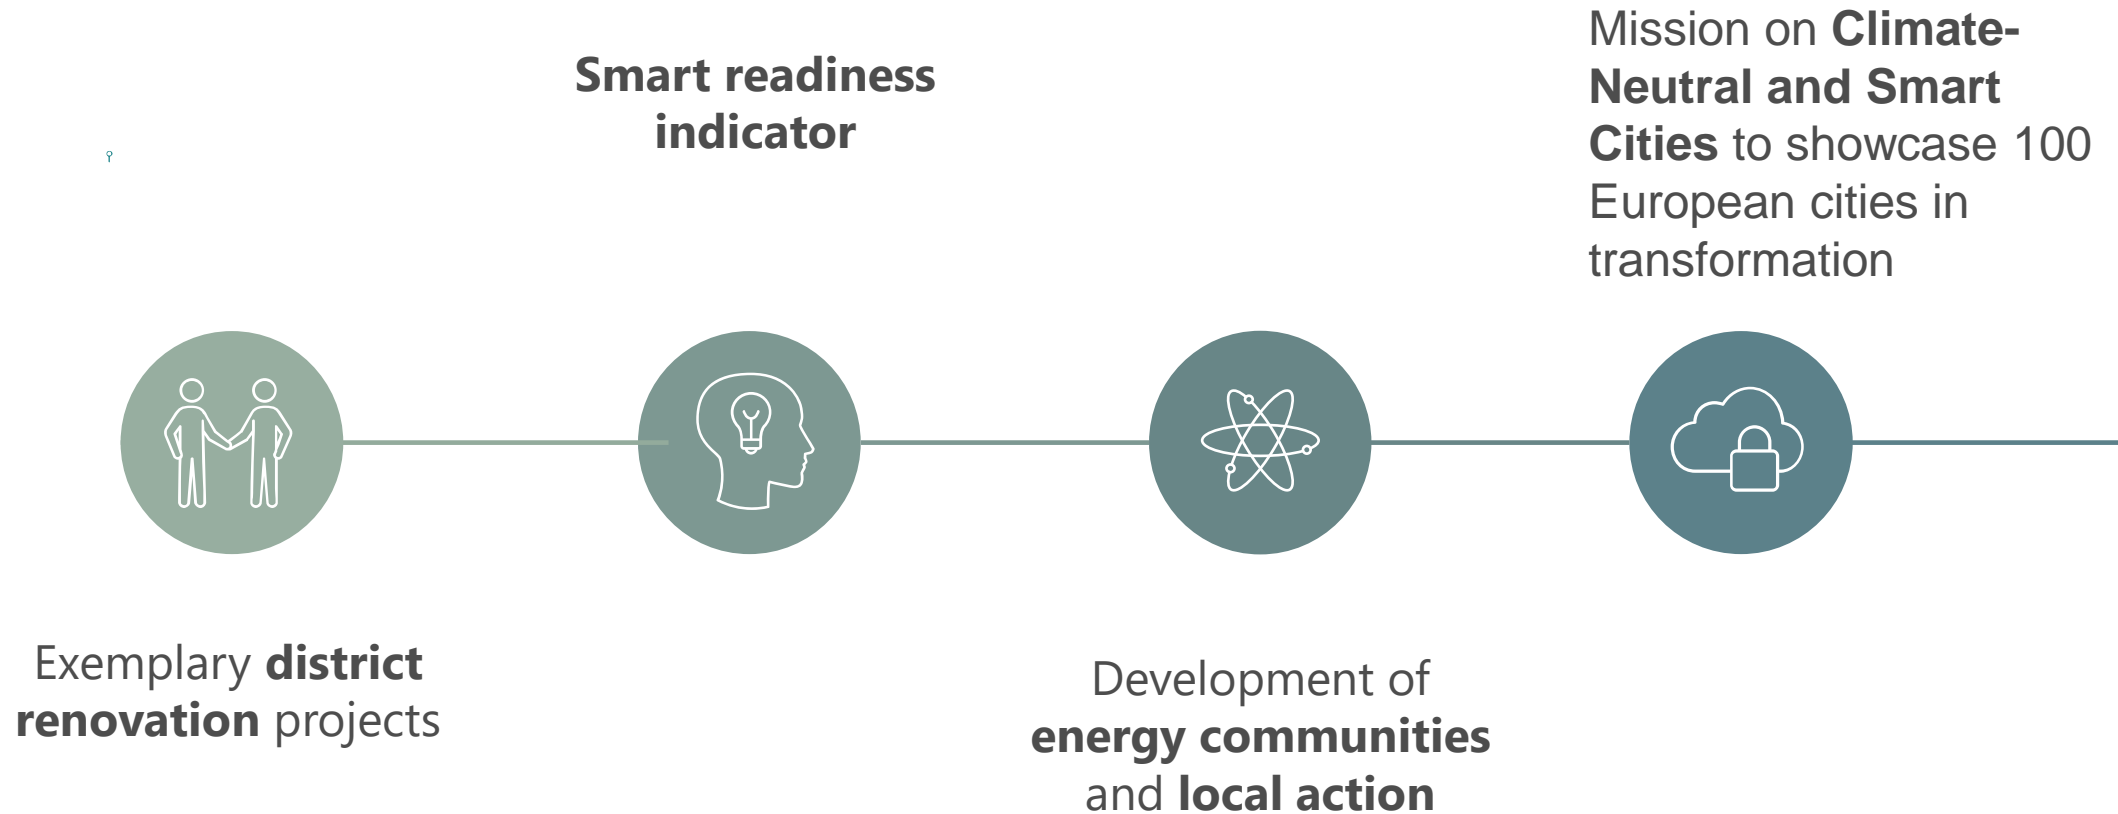 Exemplary district
renovation projects
Smart readiness
indicator
Development of
energy communities
and local action
Mission on Climate-
Neutral and Smart
Cities to showcase 100
European cities in
transformation